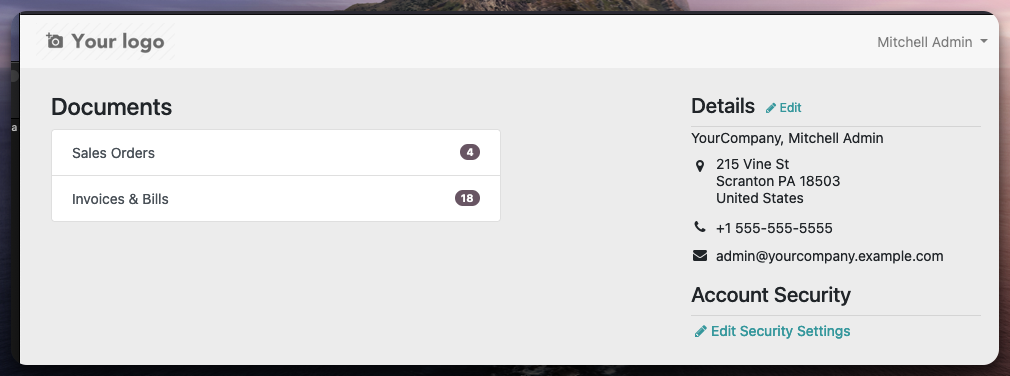 Your logo
Mitchell Admin
Documents
Sales Orders 4
Invoices & Bills 18
Details Edit
YourCompany, Mitchell Admin
215 Vine St
Scranton PA 18503
United States
+1 555-555-5555
admin@yourcompany.example.com
Account Security
Edit Security Settings
a